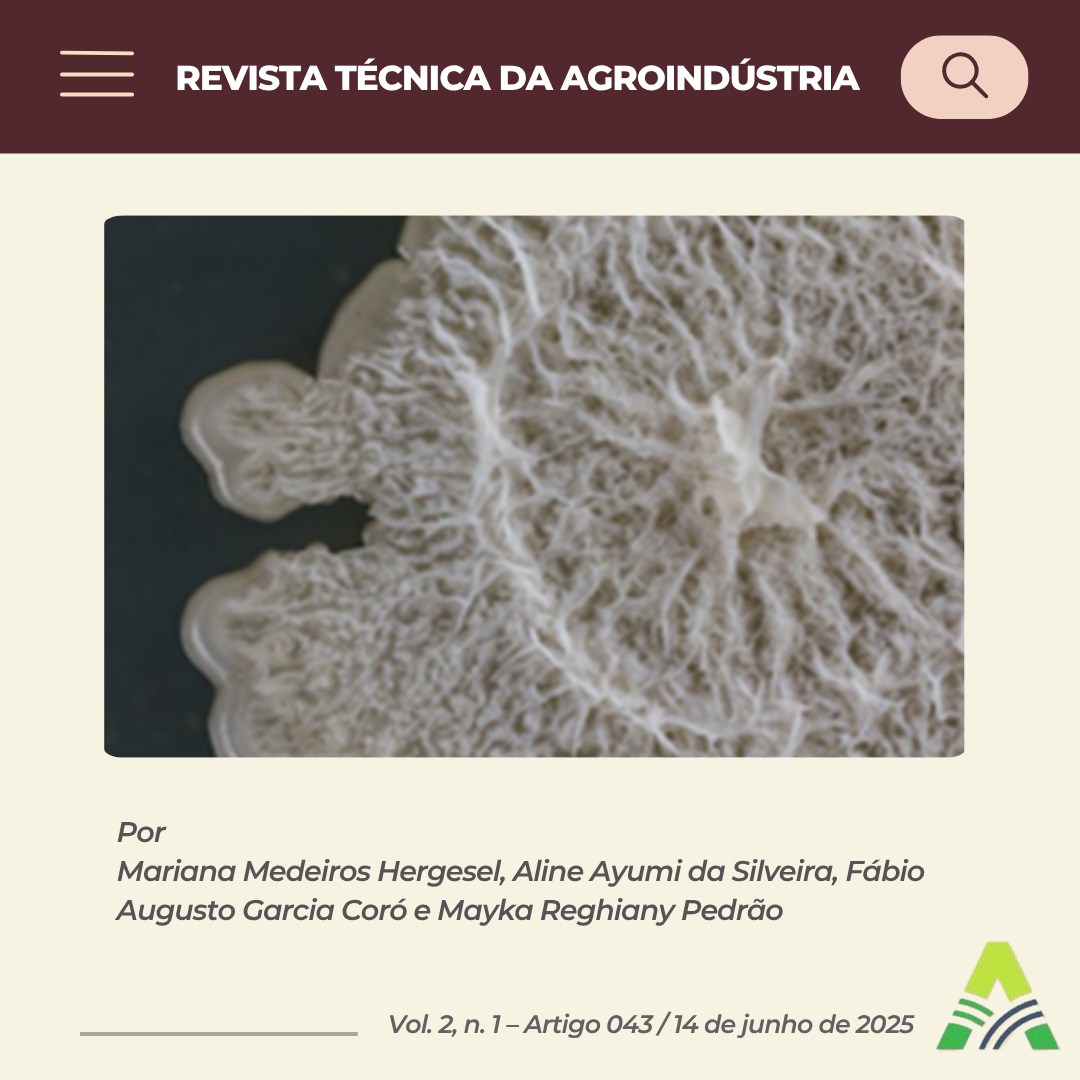 REVISTA TÉCNICA DA AGROINDÚSTRIA
Por
Mariana Medeiros Hergesel, Aline Ayumi da Silveira, Fábio
Augusto Garcia Coró e Mayka Reghiany Pedrão
Vol. 2, n. 1 – Artigo 043 / 14 de junho de 2025